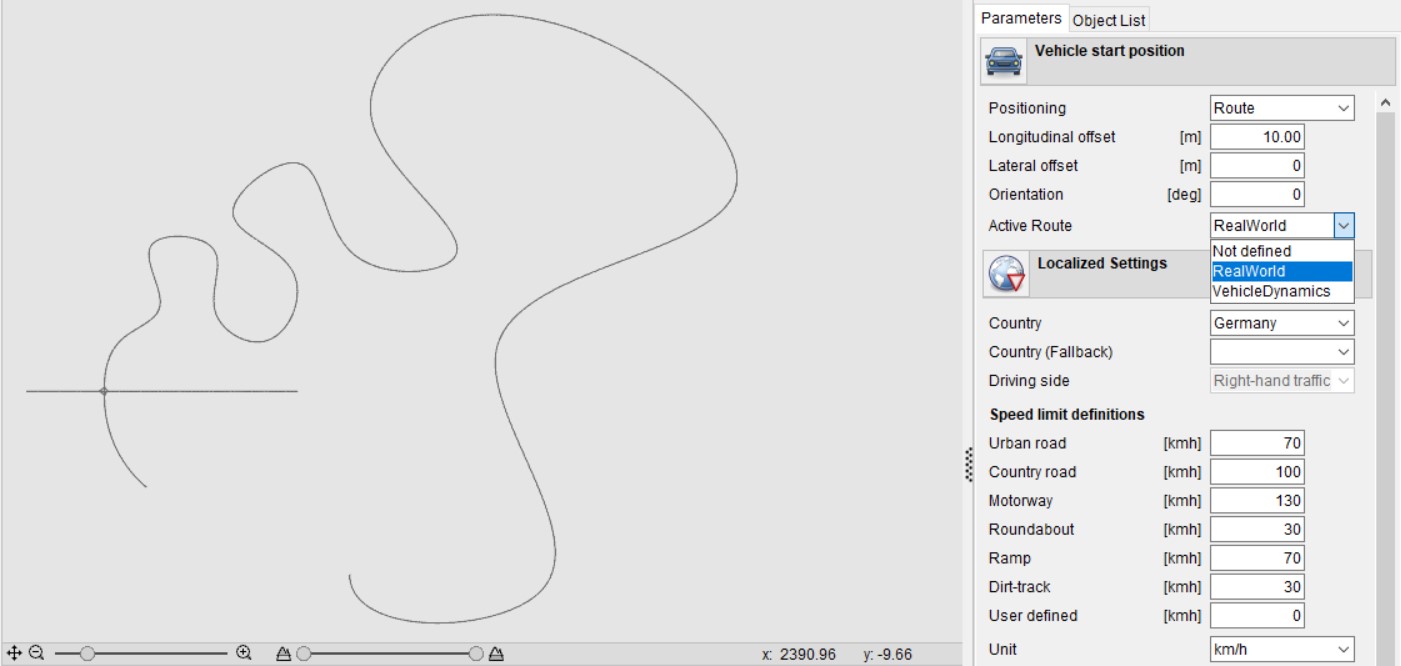 Parameters Object List
Vehicle start position
Positioning Route
Longitudinal offset [m] 10.00
Lateral offset [m] 0
Orientation [deg] 0
Active Route RealWorld
Not defined
RealWorld
VehicleDynamics
Localized Settings
Country Germany
Country (Fallback)
Driving side Right-hand traffic
Speed limit definitions
Urban road [kmh] 70
Country road [kmh] 100
Motorway [kmh] 130
Roundabout [kmh] 30
Ramp [kmh] 70
Dirt-track [kmh] 30
User defined [kmh] 0
Unit km/h
x: 2390.96 y: -9.66